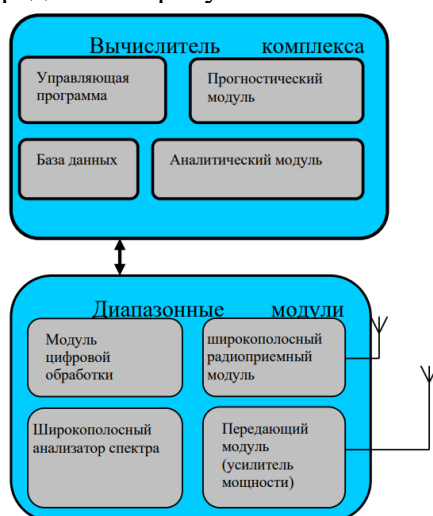 Вычислитель комплекса
Управляющая
программа
Прогностический
модуль
База данных
Аналитический модуль
Диапазонные модули
Модуль
цифровой
обработки
широкополосный
радиоприемный
модуль
Широкополосный
анализатор спектра
Передающий
модуль
(усилитель
мощности)